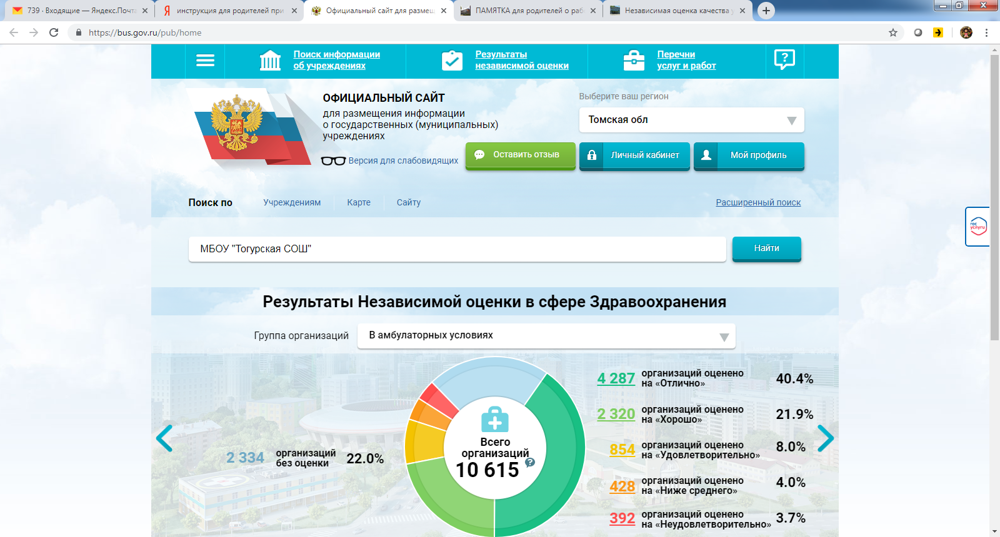 739 · Входящие — Яндекс.Почта
инструкция для родителей при
Официальный сайт для размещ
ПАМЯТКА для родителей о раб
Независимая оценка качества у
https://bus.gov.ru/pub/home
Поиск информации
об учреждениях
Результаты
независимой оценки
Перечни
услуг и работ
?
ОФИЦИАЛЬНЫЙ САЙТ
для размещения информации
о государственных (муниципальных)
учреждениях
Версия для слабовидящих
Выберите ваш регион
Томская обл
Оставить отзыв
Личный кабинет
Мой профиль
Поиск по
Учреждениям
Карте
Сайту
Расширенный поиск
гос
услуги
МБОУ "Тогурская СОШ"
Найти
Результаты Независимой оценки в сфере Здравоохранения
Группа организаций
В амбулаторных условиях
2 334
организаций
без оценки
22.0%
Всего
организаций
10 615
?
4 287
организаций оценено
на «Отлично»
40.4%
2 320
организаций оценено
на «Хорошо»
21.9%
854
организаций оценено
на «Удовлетворительно»
8.0%
428
организаций оценено
на «Ниже среднего»
4.0%
392
организаций оценено
на «Неудовлетворительно»
3.7%